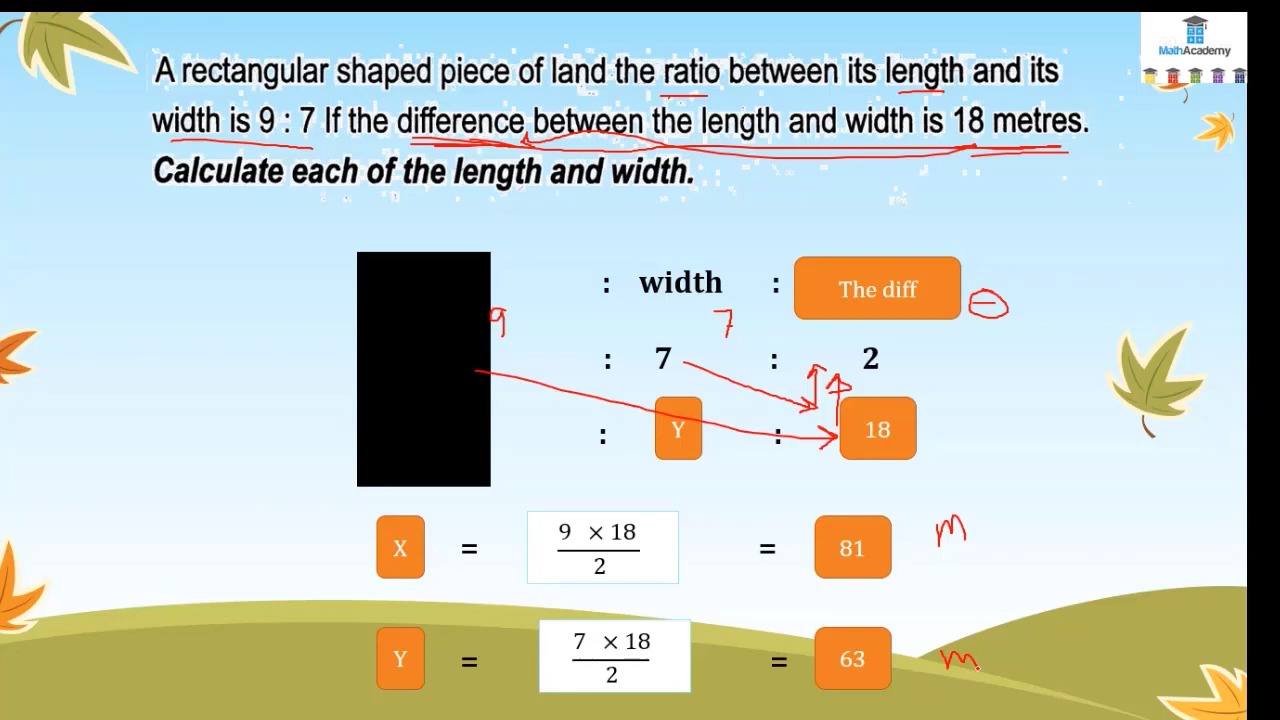 MathAcademy
A rectangular shaped piece of land the ratio between its length and its
width is 9 : 7 If the difference between the length and width is 18 metres.
Calculate each of the length and width.
: width : The diff
9 7
: 7 : 2
: Y : 18
X = 9 × 18 / 2 = 81 m
Y = 7 × 18 / 2 = 63 m